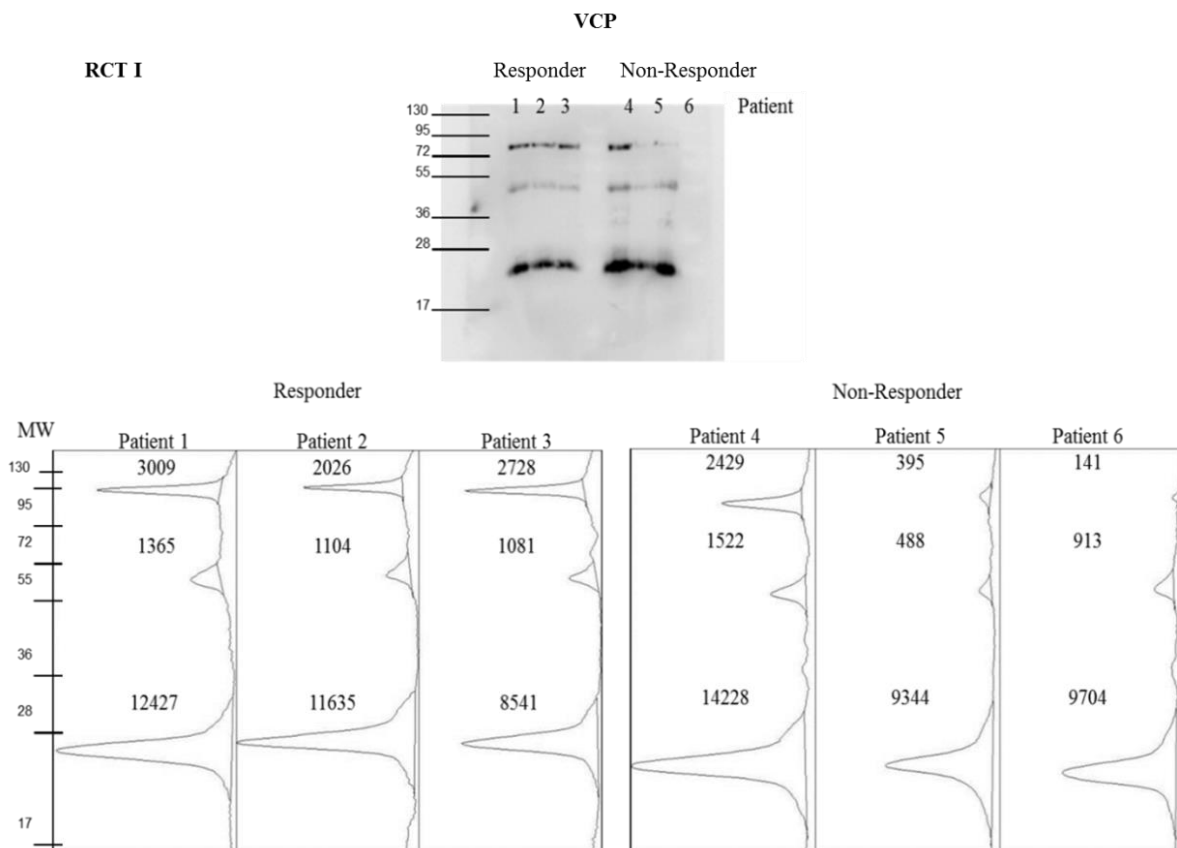 VCP
RCT I
Responder Non-Responder
1 2 3 4 5 6 Patient
130
95
72
55
36
28
17
Responder Non-Responder
MW
Patient 1 Patient 2 Patient 3 Patient 4 Patient 5 Patient 6
130 3009 2026 2728 2429 395 141
95
72 1365 1104 1081 1522 488 913
55
36
28 12427 11635 8541 14228 9344 9704
17